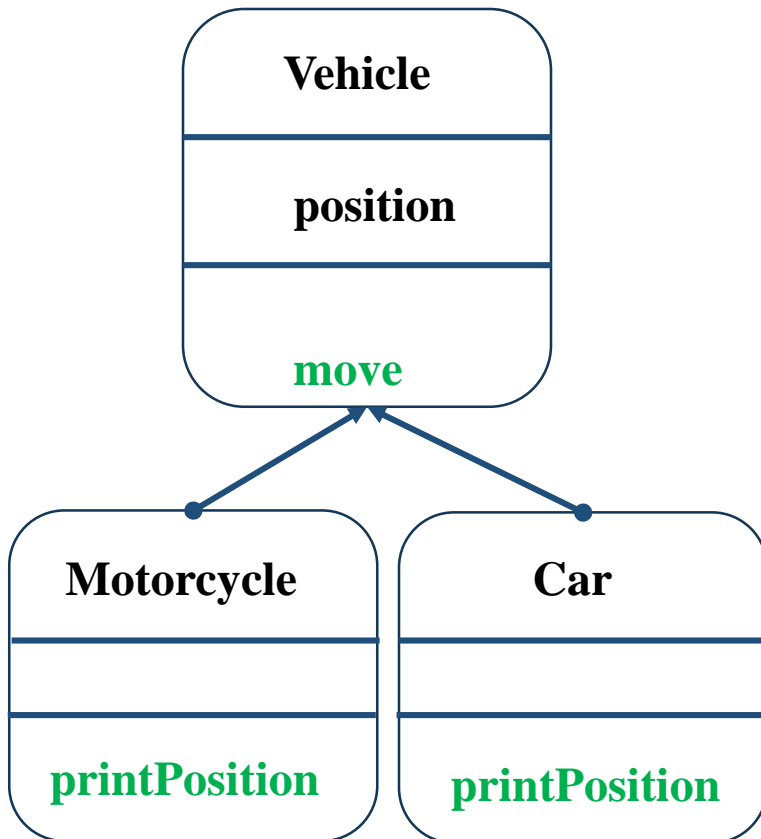 Vehicle
position
move
Motorcycle
printPosition
Car
printPosition